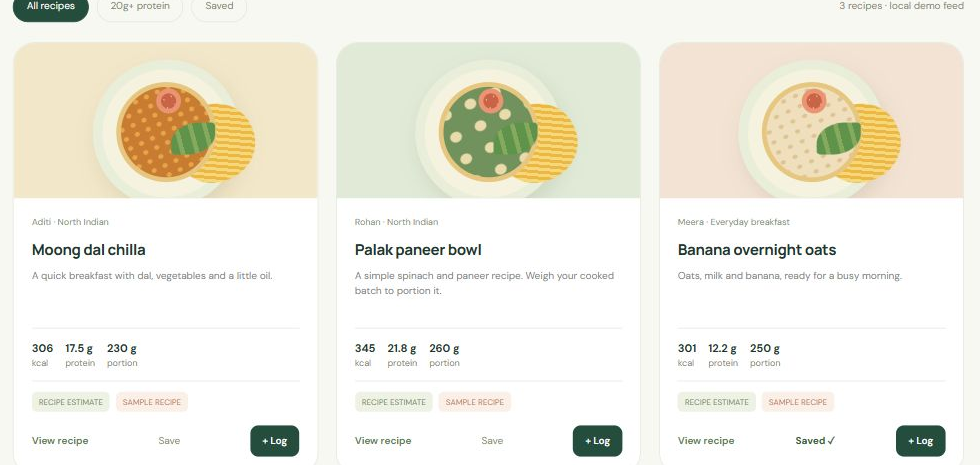 All recipes
20g+ protein
Saved
3 recipes · local demo feed
Aditi · North Indian
Moong dal chilla
A quick breakfast with dal, vegetables and a little oil.
306 17.5 g 230 g
kcal protein portion
RECIPE ESTIMATE SAMPLE RECIPE
View recipe Save + Log
Rohan · North Indian
Palak paneer bowl
A simple spinach and paneer recipe. Weigh your cooked
batch to portion it.
345 21.8 g 260 g
kcal protein portion
RECIPE ESTIMATE SAMPLE RECIPE
View recipe Save + Log
Meera · Everyday breakfast
Banana overnight oats
Oats, milk and banana, ready for a busy morning.
301 12.2 g 250 g
kcal protein portion
RECIPE ESTIMATE SAMPLE RECIPE
View recipe Saved ✓ + Log